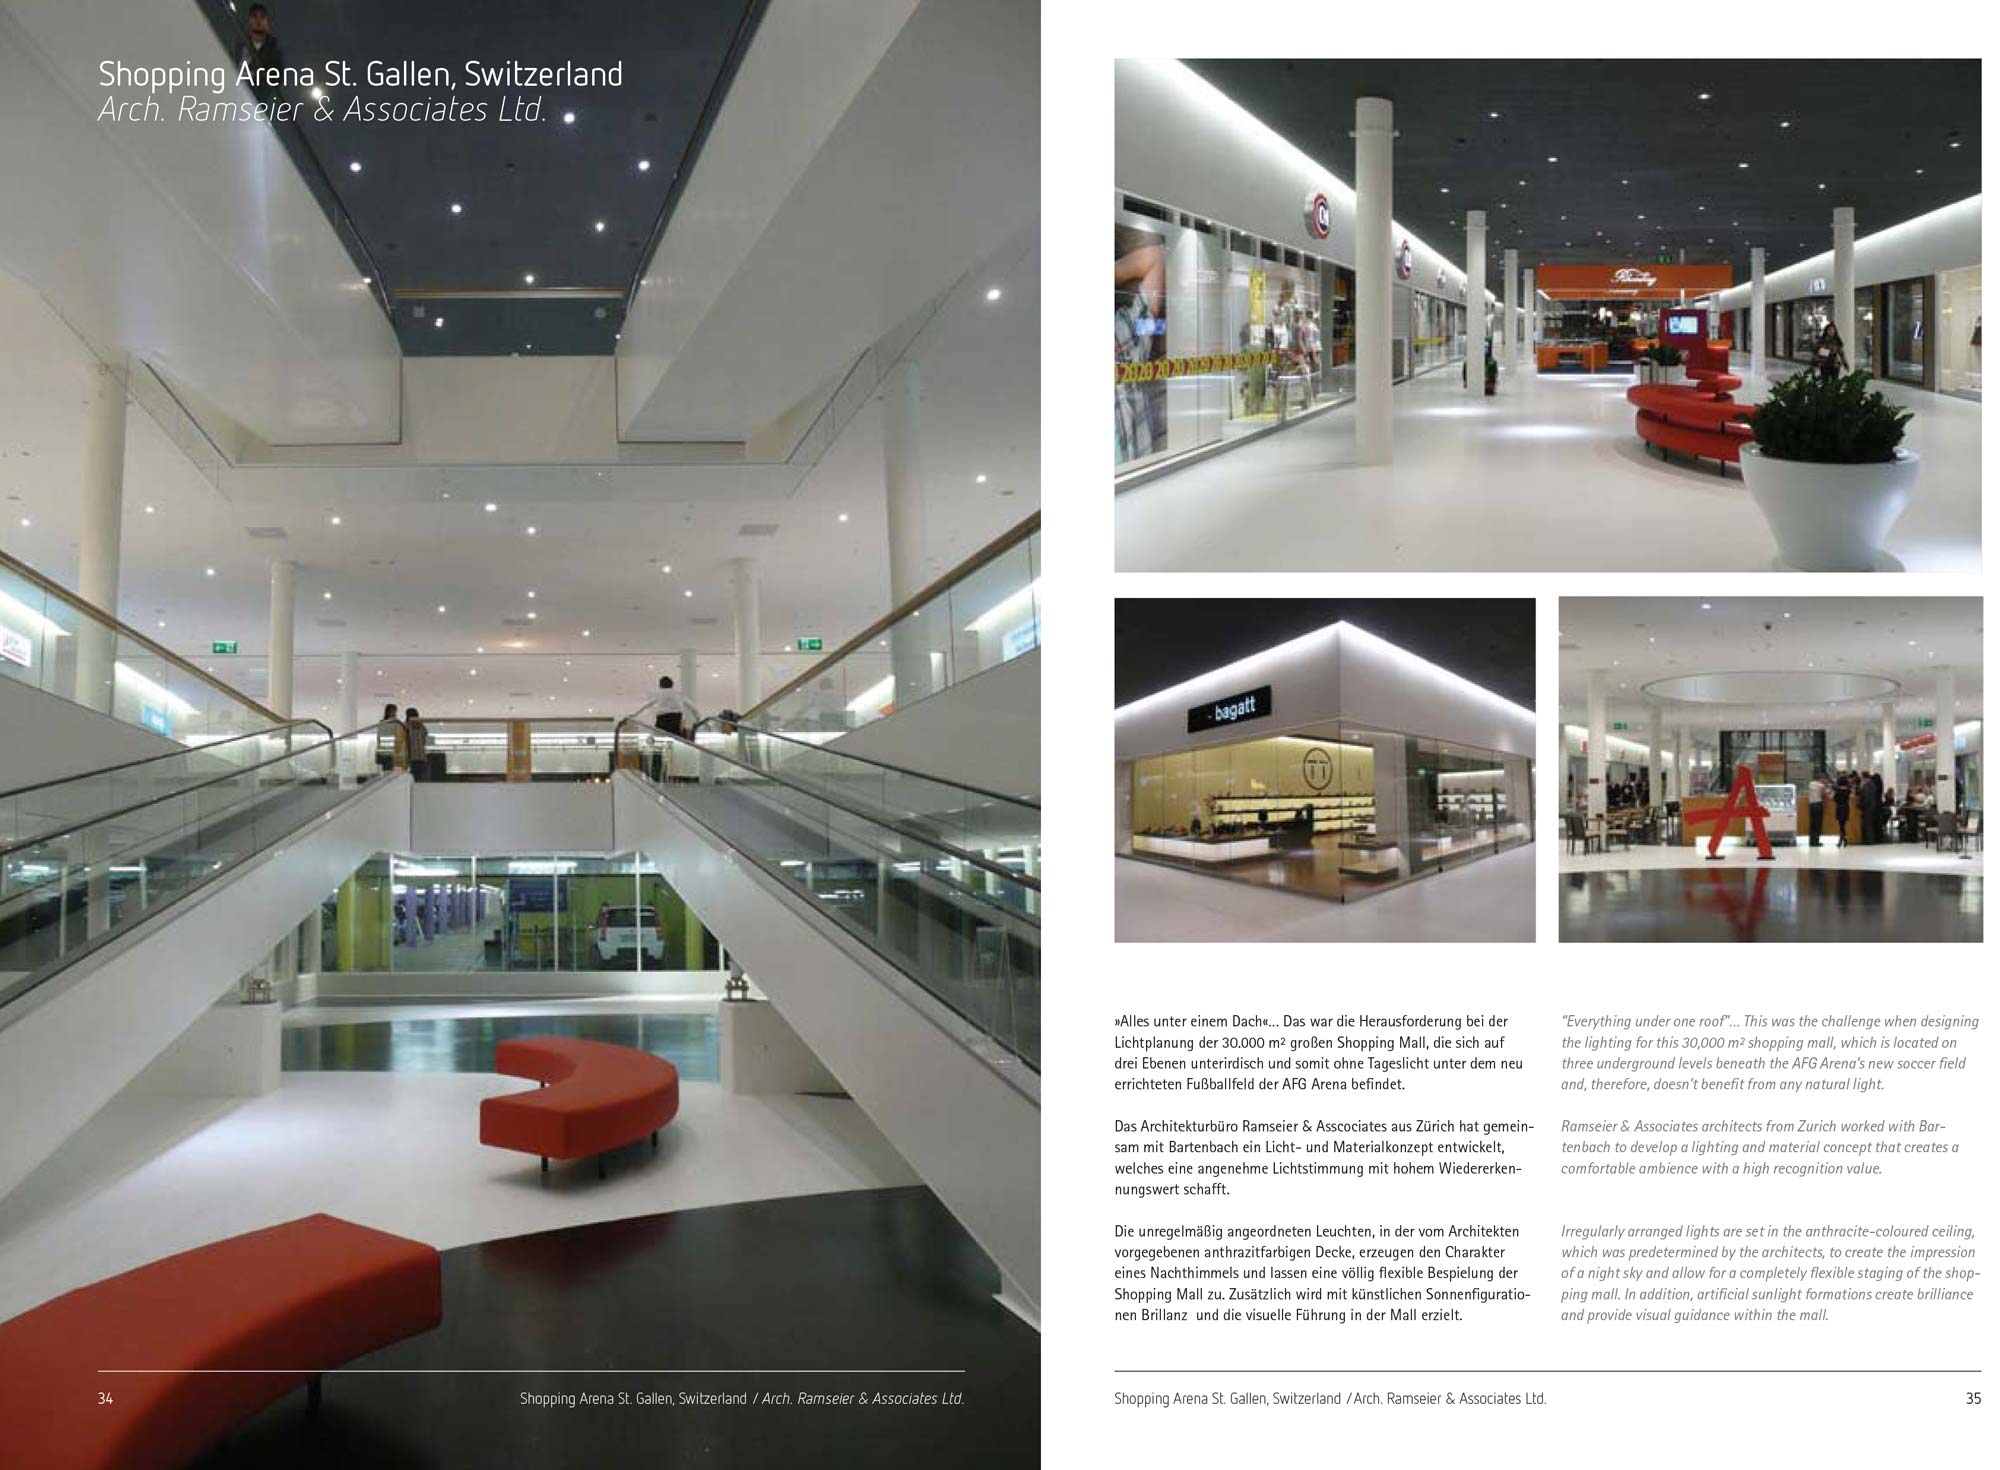 Shopping Arena St. Gallen, Switzerland
Arch. Ramseier & Associates Ltd.
34
Shopping Arena St. Gallen, Switzerland / Arch. Ramseier & Associates Ltd.
2020 20 20 20 20 2020
bagatt
A
»Alles unter einem Dach«... Das war die Herausforderung bei der
Lichtplanung der 30.000 m² großen Shopping Mall, die sich auf
drei Ebenen unterirdisch und somit ohne Tageslicht unter dem neu
errichteten Fußballfeld der AFG Arena befindet.
Das Architekturbüro Ramseier & Asscociates aus Zürich hat gemein-
sam mit Bartenbach ein Licht- und Materialkonzept entwickelt,
welches eine angenehme Lichtstimmung mit hohem Wiedererken-
nungswert schafft.
Die unregelmäßig angeordneten Leuchten, in der vom Architekten
vorgegebenen anthrazitfarbigen Decke, erzeugen den Charakter
eines Nachthimmels und lassen eine völlig flexible Bespielung der
Shopping Mall zu. Zusätzlich wird mit künstlichen Sonnenfiguratio-
nen Brillanz und die visuelle Führung in der Mall erzielt.
"Everything under one roof"... This was the challenge when designing
the lighting for this 30,000 m² shopping mall, which is located on
three underground levels beneath the AFG Arena's new soccer field
and, therefore, doesn't benefit from any natural light.
Ramseier & Associates architects from Zurich worked with Bar-
tenbach to develop a lighting and material concept that creates a
comfortable ambience with a high recognition value.
Irregularly arranged lights are set in the anthracite-coloured ceiling,
which was predetermined by the architects, to create the impression
of a night sky and allow for a completely flexible staging of the shop-
ping mall. In addition, artificial sunlight formations create brilliance
and provide visual guidance within the mall.
Shopping Arena St. Gallen, Switzerland / Arch. Ramseier & Associates Ltd.
35